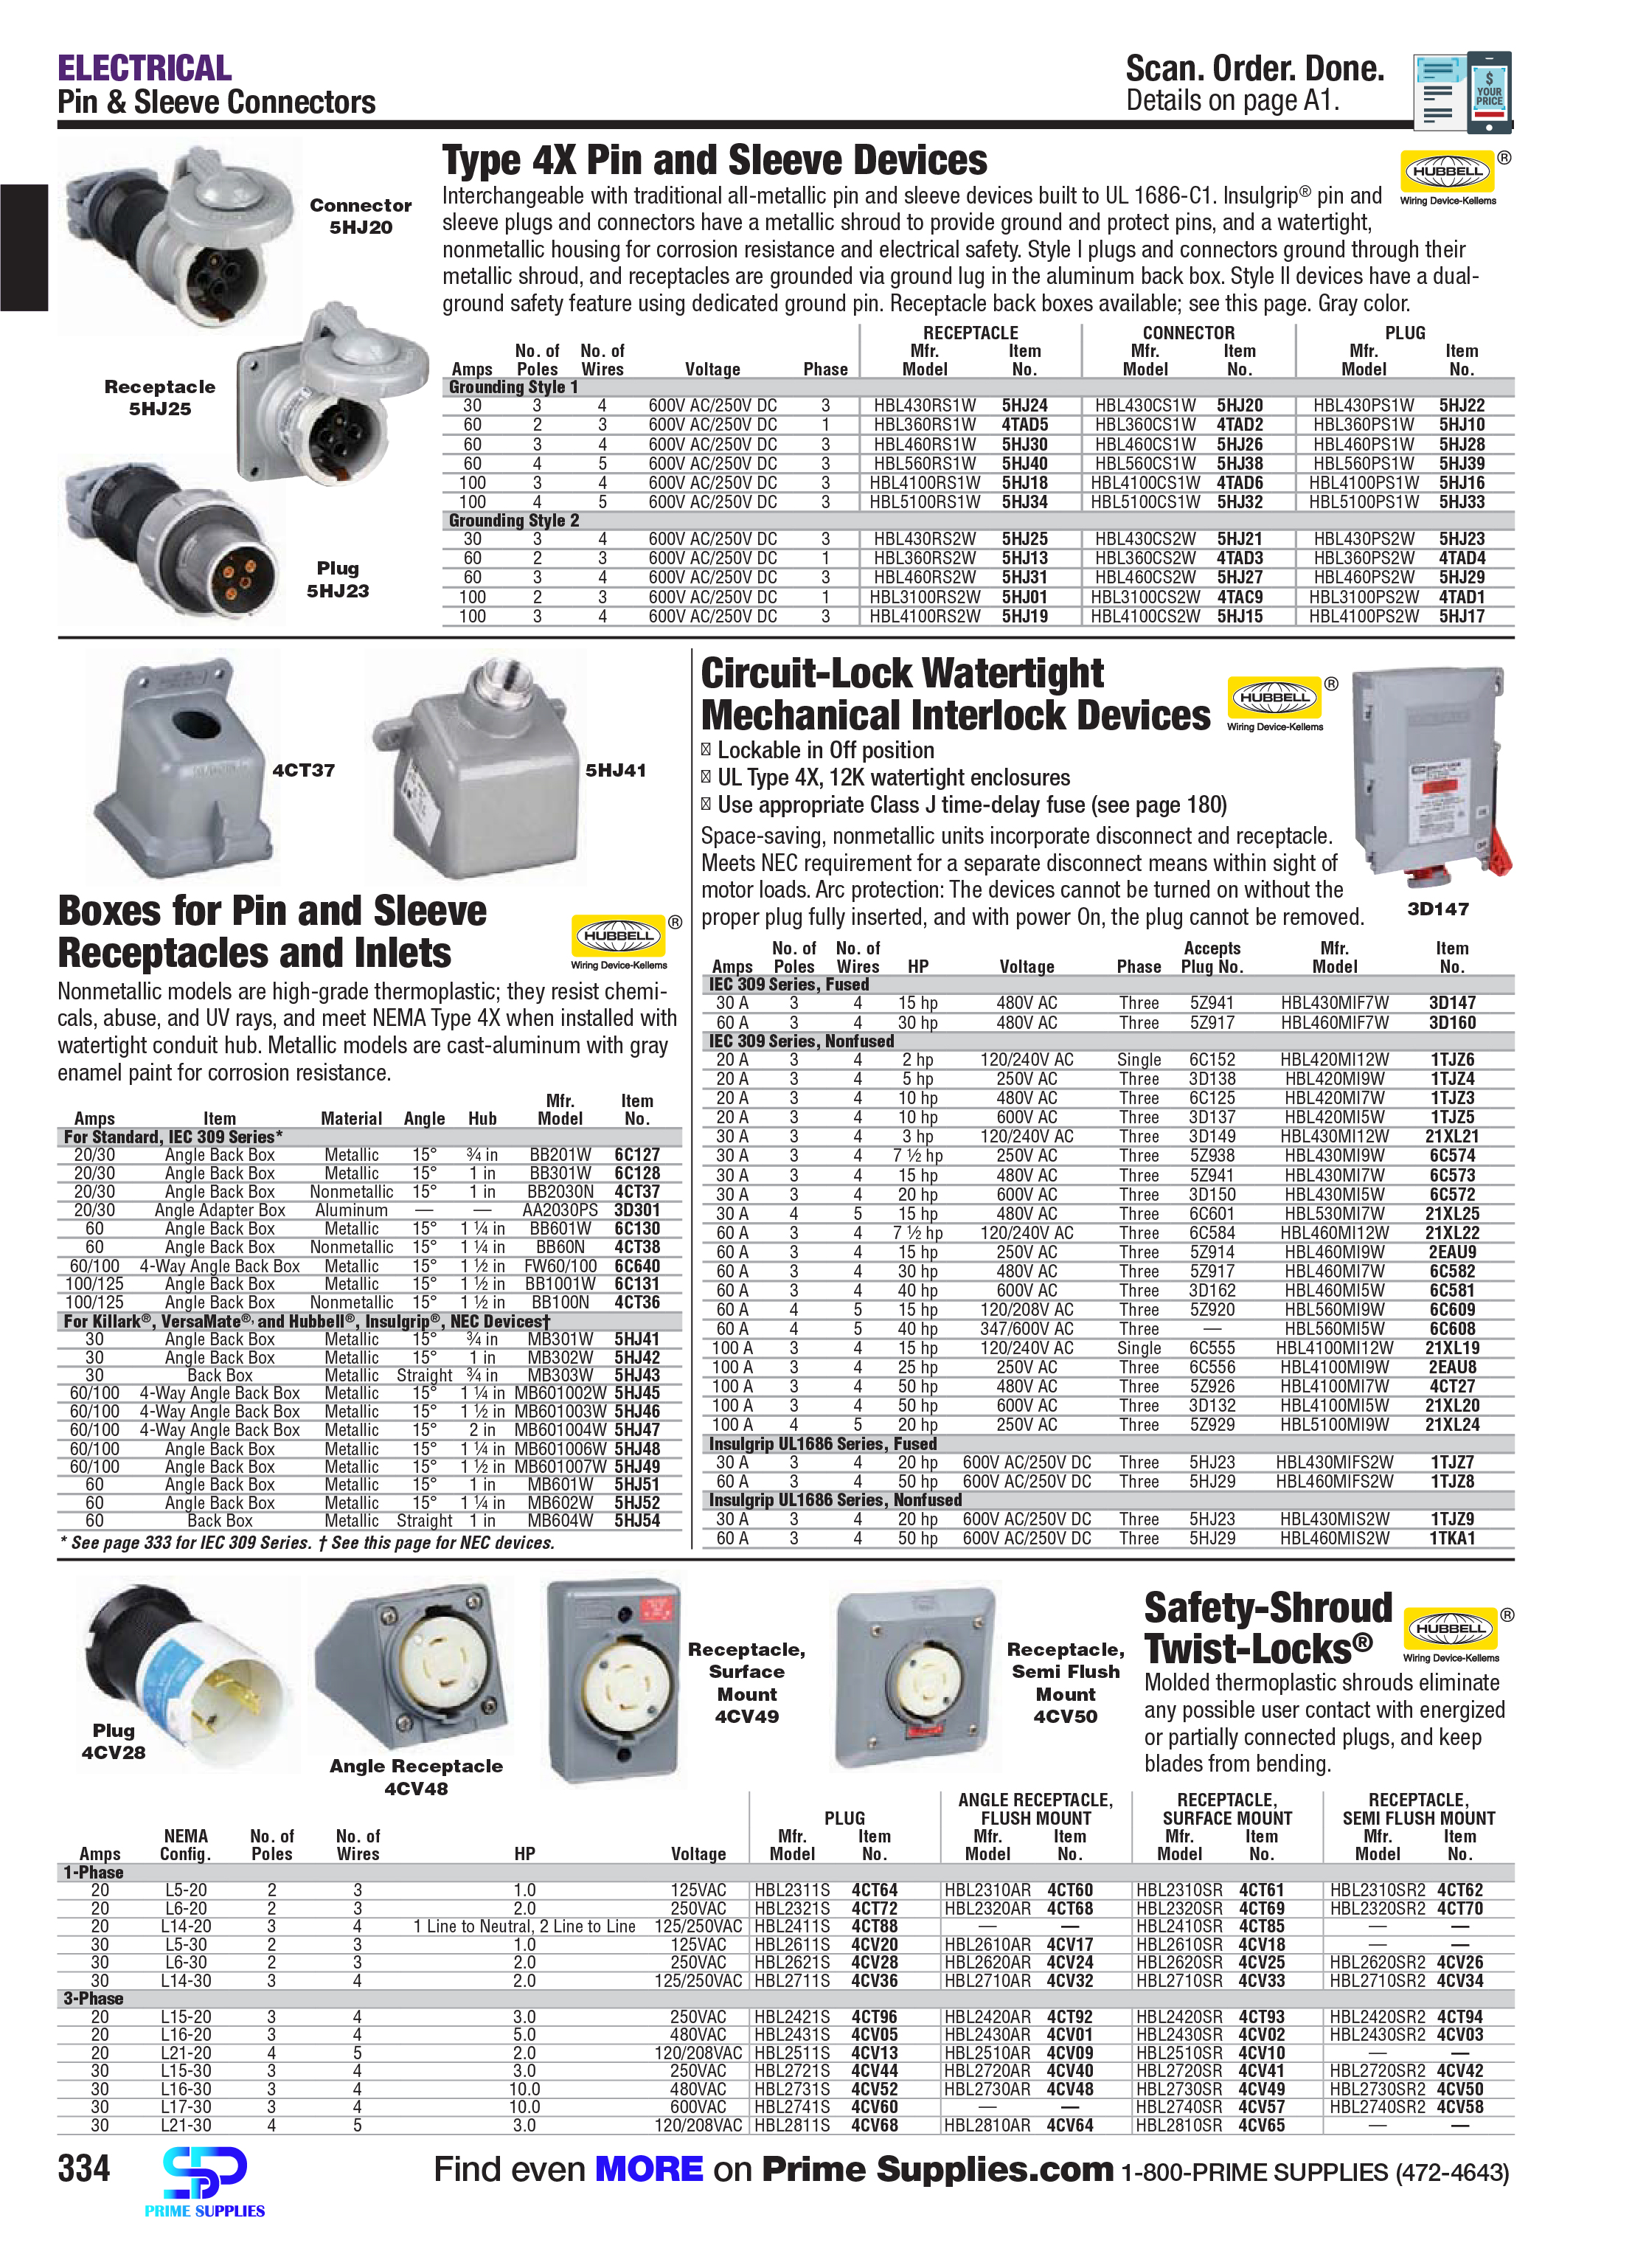 ELECTRICAL
Pin & Sleeve Connectors
Scan. Order. Done.
Details on page A1.
$
YOUR
PRICE
Connector
5HJ20
Receptacle
5HJ25
Plug
5HJ23
Type 4X Pin and Sleeve Devices
HUBBELL ®
Wiring Device-Kellems
Interchangeable with traditional all-metallic pin and sleeve devices built to UL 1686-C1. Insulgrip® pin and
sleeve plugs and connectors have a metallic shroud to provide ground and protect pins, and a watertight,
nonmetallic housing for corrosion resistance and electrical safety. Style I plugs and connectors ground through their
metallic shroud, and receptacles are grounded via ground lug in the aluminum back box. Style II devices have a dual-
ground safety feature using dedicated ground pin. Receptacle back boxes available; see this page. Gray color.
RECEPTACLE CONNECTOR PLUG
No. of No. of Mfr. Item Mfr. Item Mfr. Item
Amps Poles Wires Voltage Phase Model No. Model No. Model No.
Grounding Style 1
30 3 4 600V AC/250V DC 3 HBL430RS1W 5HJ24 HBL430CS1W 5HJ20 HBL430PS1W 5HJ22
60 2 3 600V AC/250V DC 1 HBL360RS1W 4TAD5 HBL360CS1W 4TAD2 HBL360PS1W 5HJ10
60 3 4 600V AC/250V DC 3 HBL460RS1W 5HJ30 HBL460CS1W 5HJ26 HBL460PS1W 5HJ28
60 4 5 600V AC/250V DC 3 HBL560RS1W 5HJ40 HBL560CS1W 5HJ38 HBL560PS1W 5HJ39
100 3 4 600V AC/250V DC 3 HBL4100RS1W 5HJ18 HBL4100CS1W 4TAD6 HBL4100PS1W 5HJ16
100 4 5 600V AC/250V DC 3 HBL5100RS1W 5HJ34 HBL5100CS1W 5HJ32 HBL5100PS1W 5HJ33
Grounding Style 2
30 3 4 600V AC/250V DC 3 HBL430RS2W 5HJ25 HBL430CS2W 5HJ21 HBL430PS2W 5HJ23
60 2 3 600V AC/250V DC 1 HBL360RS2W 5HJ13 HBL360CS2W 4TAD3 HBL360PS2W 4TAD4
60 3 4 600V AC/250V DC 3 HBL460RS2W 5HJ31 HBL460CS2W 5HJ27 HBL460PS2W 5HJ29
100 2 3 600V AC/250V DC 1 HBL3100RS2W 5HJ01 HBL3100CS2W 4TAC9 HBL3100PS2W 4TAD1
100 3 4 600V AC/250V DC 3 HBL4100RS2W 5HJ19 HBL4100CS2W 5HJ15 HBL4100PS2W 5HJ17
4CT37
5HJ41
Boxes for Pin and Sleeve
Receptacles and Inlets
HUBBELL ®
Wiring Device-Kellems
Nonmetallic models are high-grade thermoplastic; they resist chemi-
cals, abuse, and UV rays, and meet NEMA Type 4X when installed with
watertight conduit hub. Metallic models are cast-aluminum with gray
enamel paint for corrosion resistance.
Mfr. Item
Amps Item Material Angle Hub Model No.
For Standard, IEC 309 Series*
20/30 Angle Back Box Metallic 15° ¾ in BB201W 6C127
20/30 Angle Back Box Metallic 15° 1 in BB301W 6C128
20/30 Angle Back Box Nonmetallic 15° 1 in BB2030N 4CT37
20/30 Angle Adapter Box Aluminum — — AA2030PS 3D301
60 Angle Back Box Metallic 15° 1 ¼ in BB601W 6C130
60 Angle Back Box Nonmetallic 15° 1 ¼ in BB60N 4CT38
60/100 4-Way Angle Back Box Metallic 15° 1 ½ in FW60/100 6C640
100/125 Angle Back Box Metallic 15° 1 ½ in BB1001W 6C131
100/125 Angle Back Box Nonmetallic 15° 1 ½ in BB100N 4CT36
For Killark®, VersaMate®, and Hubbell®, Insulgrip®, NEC Devices†
30 Angle Back Box Metallic 15° ¾ in MB301W 5HJ41
30 Angle Back Box Metallic 15° 1 in MB302W 5HJ42
30 Back Box Metallic Straight ¾ in MB303W 5HJ43
60/100 4-Way Angle Back Box Metallic 15° 1 ¼ in MB601002W 5HJ45
60/100 4-Way Angle Back Box Metallic 15° 1 ½ in MB601003W 5HJ46
60/100 4-Way Angle Back Box Metallic 15° 2 in MB601004W 5HJ47
60/100 Angle Back Box Metallic 15° 1 ¼ in MB601006W 5HJ48
60/100 Angle Back Box Metallic 15° 1 ½ in MB601007W 5HJ49
60 Angle Back Box Metallic 15° 1 in MB601W 5HJ51
60 Angle Back Box Metallic 15° 1 ¼ in MB602W 5HJ52
60 Back Box Metallic Straight 1 in MB604W 5HJ54
* See page 333 for IEC 309 Series. † See this page for NEC devices.
Circuit-Lock Watertight
Mechanical Interlock Devices
HUBBELL ®
Wiring Device-Kellems
Lockable in Off position
UL Type 4X, 12K watertight enclosures
Use appropriate Class J time-delay fuse (see page 180)
Space-saving, nonmetallic units incorporate disconnect and receptacle.
Meets NEC requirement for a separate disconnect means within sight of
motor loads. Arc protection: The devices cannot be turned on without the
proper plug fully inserted, and with power On, the plug cannot be removed.
3D147
No. of No. of Accepts Mfr. Item
Amps Poles Wires HP Voltage Phase Plug No. Model No.
IEC 309 Series, Fused
30 A 3 4 15 hp 480V AC Three 5Z941 HBL430MIF7W 3D147
60 A 3 4 30 hp 480V AC Three 5Z917 HBL460MIF7W 3D160
IEC 309 Series, Nonfused
20 A 3 4 2 hp 120/240V AC Single 6C152 HBL420MI12W 1TJZ6
20 A 3 4 5 hp 250V AC Three 3D138 HBL420MI9W 1TJZ4
20 A 3 4 10 hp 480V AC Three 6C125 HBL420MI7W 1TJZ3
20 A 3 4 10 hp 600V AC Three 3D137 HBL420MI5W 1TJZ5
30 A 3 4 3 hp 120/240V AC Three 3D149 HBL430MI12W 21XL21
30 A 3 4 7 ½ hp 250V AC Three 5Z938 HBL430MI9W 6C574
30 A 3 4 15 hp 480V AC Three 5Z941 HBL430MI7W 6C573
30 A 3 4 20 hp 600V AC Three 3D150 HBL430MI5W 6C572
30 A 4 5 15 hp 480V AC Three 6C601 HBL530MI7W 21XL25
60 A 3 4 7 ½ hp 120/240V AC Three 6C584 HBL460MI12W 21XL22
60 A 3 4 15 hp 250V AC Three 5Z914 HBL460MI9W 2EAU9
60 A 3 4 30 hp 480V AC Three 5Z917 HBL460MI7W 6C582
60 A 3 4 40 hp 600V AC Three 3D162 HBL460MI5W 6C581
60 A 4 5 15 hp 120/208V AC Three 5Z920 HBL560MI9W 6C609
60 A 4 5 40 hp 347/600V AC Three — HBL560MI5W 6C608
100 A 3 4 15 hp 120/240V AC Single 6C555 HBL4100MI12W 21XL19
100 A 3 4 25 hp 250V AC Three 6C556 HBL4100MI9W 2EAU8
100 A 3 4 50 hp 480V AC Three 5Z926 HBL4100MI7W 4CT27
100 A 3 4 50 hp 600V AC Three 3D132 HBL4100MI5W 21XL20
100 A 4 5 20 hp 250V AC Three 5Z929 HBL5100MI9W 21XL24
Insulgrip UL1686 Series, Fused
30 A 3 4 20 hp 600V AC/250V DC Three 5HJ23 HBL430MIFS2W 1TJZ7
60 A 3 4 50 hp 600V AC/250V DC Three 5HJ29 HBL460MIFS2W 1TJZ8
Insulgrip UL1686 Series, Nonfused
30 A 3 4 20 hp 600V AC/250V DC Three 5HJ23 HBL430MIS2W 1TJZ9
60 A 3 4 50 hp 600V AC/250V DC Three 5HJ29 HBL460MIS2W 1TKA1
Plug
4CV28
Angle Receptacle
4CV48
Receptacle,
Surface
Mount
4CV49
Receptacle,
Semi Flush
Mount
4CV50
Safety-Shroud
Twist-Locks®
HUBBELL ®
Wiring Device-Kellems
Molded thermoplastic shrouds eliminate
any possible user contact with energized
or partially connected plugs, and keep
blades from bending.
ANGLE RECEPTACLE, RECEPTACLE, RECEPTACLE,
PLUG FLUSH MOUNT SURFACE MOUNT SEMI FLUSH MOUNT
NEMA No. of No. of Mfr. Item Mfr. Item Mfr. Item Mfr. Item
Amps Config. Poles Wires HP Voltage Model No. Model No. Model No. Model No.
1-Phase
20 L5-20 2 3 1.0 125VAC HBL2311S 4CT64 HBL2310AR 4CT60 HBL2310SR 4CT61 HBL2310SR2 4CT62
20 L6-20 2 3 2.0 250VAC HBL2321S 4CT72 HBL2320AR 4CT68 HBL2320SR 4CT69 HBL2320SR2 4CT70
20 L14-20 3 4 1 Line to Neutral, 2 Line to Line 125/250VAC HBL2411S 4CT88 — — HBL2410SR 4CT85 — —
30 L5-30 2 3 1.0 125VAC HBL2611S 4CV20 HBL2610AR 4CV17 HBL2610SR 4CV18 — —
30 L6-30 2 3 2.0 250VAC HBL2621S 4CV28 HBL2620AR 4CV24 HBL2620SR 4CV25 HBL2620SR2 4CV26
30 L14-30 3 4 2.0 125/250VAC HBL2711S 4CV36 HBL2710AR 4CV32 HBL2710SR 4CV33 HBL2710SR2 4CV34
3-Phase
20 L15-20 3 4 3.0 250VAC HBL2421S 4CT96 HBL2420AR 4CT92 HBL2420SR 4CT93 HBL2420SR2 4CT94
20 L16-20 3 4 5.0 480VAC HBL2431S 4CV05 HBL2430AR 4CV01 HBL2430SR 4CV02 HBL2430SR2 4CV03
20 L21-20 4 5 2.0 120/208VAC HBL2511S 4CV13 HBL2510AR 4CV09 HBL2510SR 4CV10 — —
30 L15-30 3 4 3.0 250VAC HBL2721S 4CV44 HBL2720AR 4CV40 HBL2720SR 4CV41 HBL2720SR2 4CV42
30 L16-30 3 4 10.0 480VAC HBL2731S 4CV52 HBL2730AR 4CV48 HBL2730SR 4CV49 HBL2730SR2 4CV50
30 L17-30 3 4 10.0 600VAC HBL2741S 4CV60 — — HBL2740SR 4CV57 HBL2740SR2 4CV58
30 L21-30 4 5 3.0 120/208VAC HBL2811S 4CV68 HBL2810AR 4CV64 HBL2810SR 4CV65 — —
334
PRIME SUPPLIES
Find even MORE on Prime Supplies.com 1-800-PRIME SUPPLIES (472-4643)